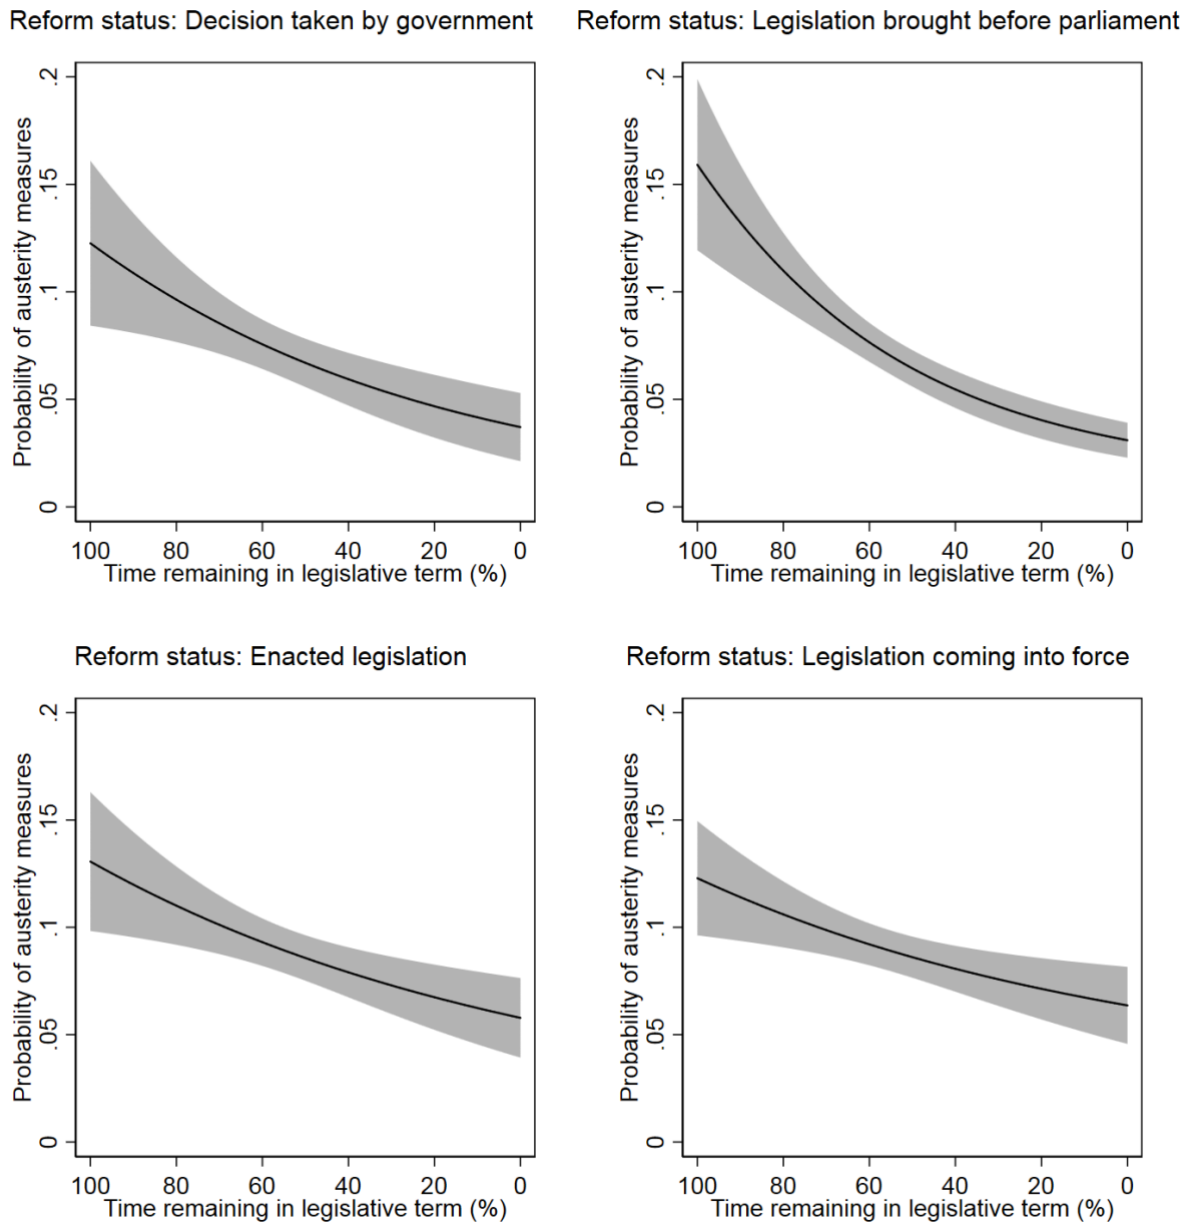 Reform status: Decision taken by government
Probability of austerity measures
.2
.15
.1
.05
0
100 80 60 40 20 0
Time remaining in legislative term (%)
Reform status: Legislation brought before parliament
Probability of austerity measures
.2
.15
.1
.05
0
100 80 60 40 20 0
Time remaining in legislative term (%)
Reform status: Enacted legislation
Probability of austerity measures
.2
.15
.1
.05
0
100 80 60 40 20 0
Time remaining in legislative term (%)
Reform status: Legislation coming into force
Probability of austerity measures
.2
.15
.1
.05
0
100 80 60 40 20 0
Time remaining in legislative term (%)